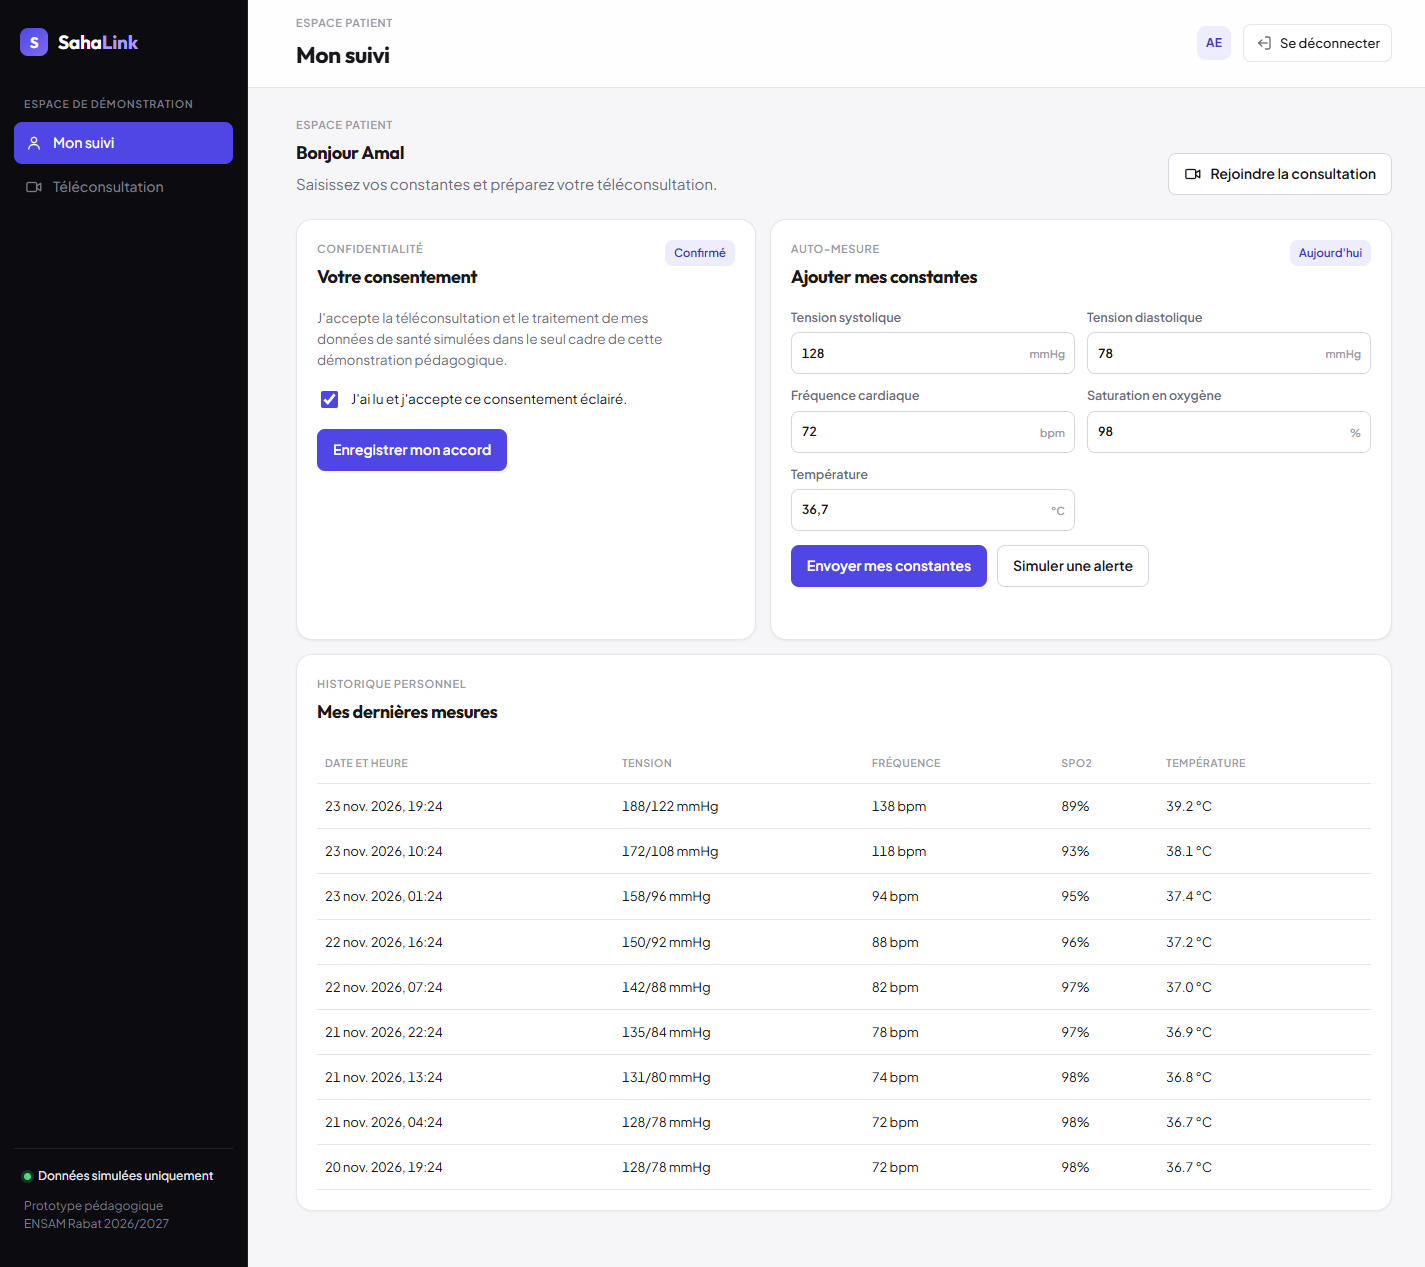 S SahaLink
ESPACE DE DÉMONSTRATION
Mon suivi
Téléconsultation
Données simulées uniquement
Prototype pédagogique
ENSAM Rabat 2026/2027
ESPACE PATIENT
Mon suivi
AE
Se déconnecter
ESPACE PATIENT
Bonjour Amal
Saisissez vos constantes et préparez votre téléconsultation.
Rejoindre la consultation
CONFIDENTIALITÉ
Confirmé
Votre consentement
J'accepte la téléconsultation et le traitement de mes
données de santé simulées dans le seul cadre de cette
démonstration pédagogique.
J'ai lu et j'accepte ce consentement éclairé.
Enregistrer mon accord
AUTO-MESURE
Aujourd'hui
Ajouter mes constantes
Tension systolique
128 mmHg
Tension diastolique
78 mmHg
Fréquence cardiaque
72 bpm
Saturation en oxygène
98 %
Température
36,7 °C
Envoyer mes constantes
Simuler une alerte
HISTORIQUE PERSONNEL
Mes dernières mesures
DATE ET HEURE TENSION FRÉQUENCE SPO2 TEMPÉRATURE
23 nov. 2026, 19:24 188/122 mmHg 138 bpm 89% 39.2 °C
23 nov. 2026, 10:24 172/108 mmHg 118 bpm 93% 38.1 °C
23 nov. 2026, 01:24 158/96 mmHg 94 bpm 95% 37.4 °C
22 nov. 2026, 16:24 150/92 mmHg 88 bpm 96% 37.2 °C
22 nov. 2026, 07:24 142/88 mmHg 82 bpm 97% 37.0 °C
21 nov. 2026, 22:24 135/84 mmHg 78 bpm 97% 36.9 °C
21 nov. 2026, 13:24 131/80 mmHg 74 bpm 98% 36.8 °C
21 nov. 2026, 04:24 128/78 mmHg 72 bpm 98% 36.7 °C
20 nov. 2026, 19:24 128/78 mmHg 72 bpm 98% 36.7 °C